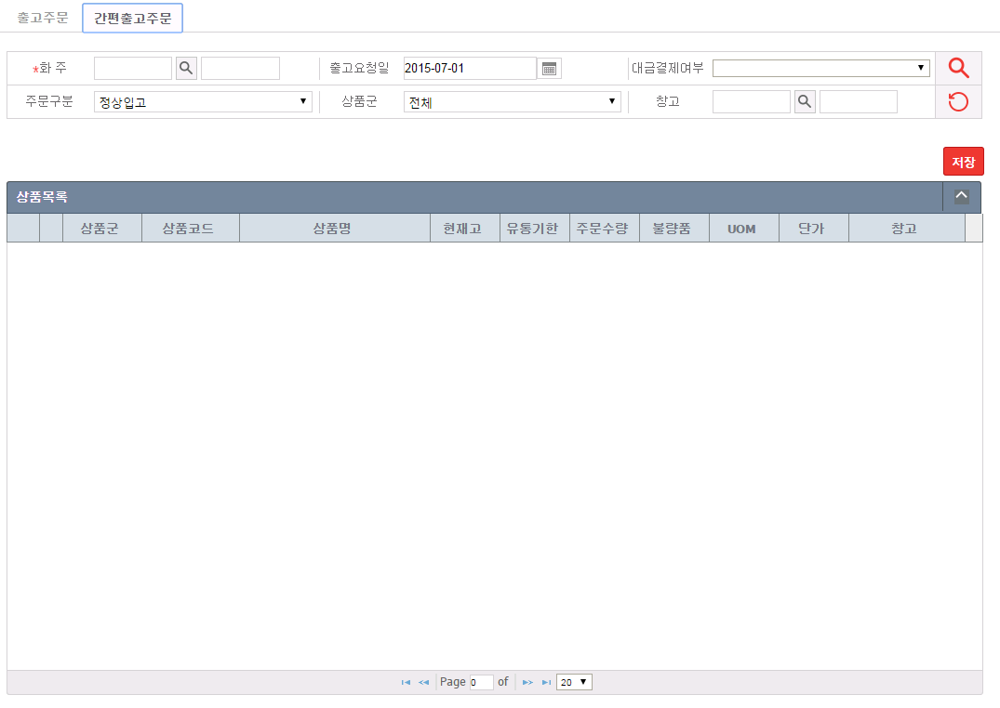 출고주문 간편출고주문
*화 주 출고요청일 2015-07-01 대금결제여부
주문구분 정상입고 상품군 전체 창고
저장
상품목록
상품군 상품코드 상품명 현재고 유통기한 주문수량 불량품 UOM 단가 창고
Page 0 of 20